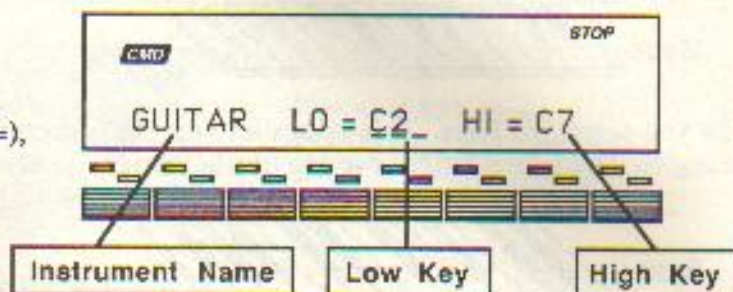 STOP
CMD
=),
GUITAR LO = C2_ HI = C7
Instrument Name
Low Key
High Key